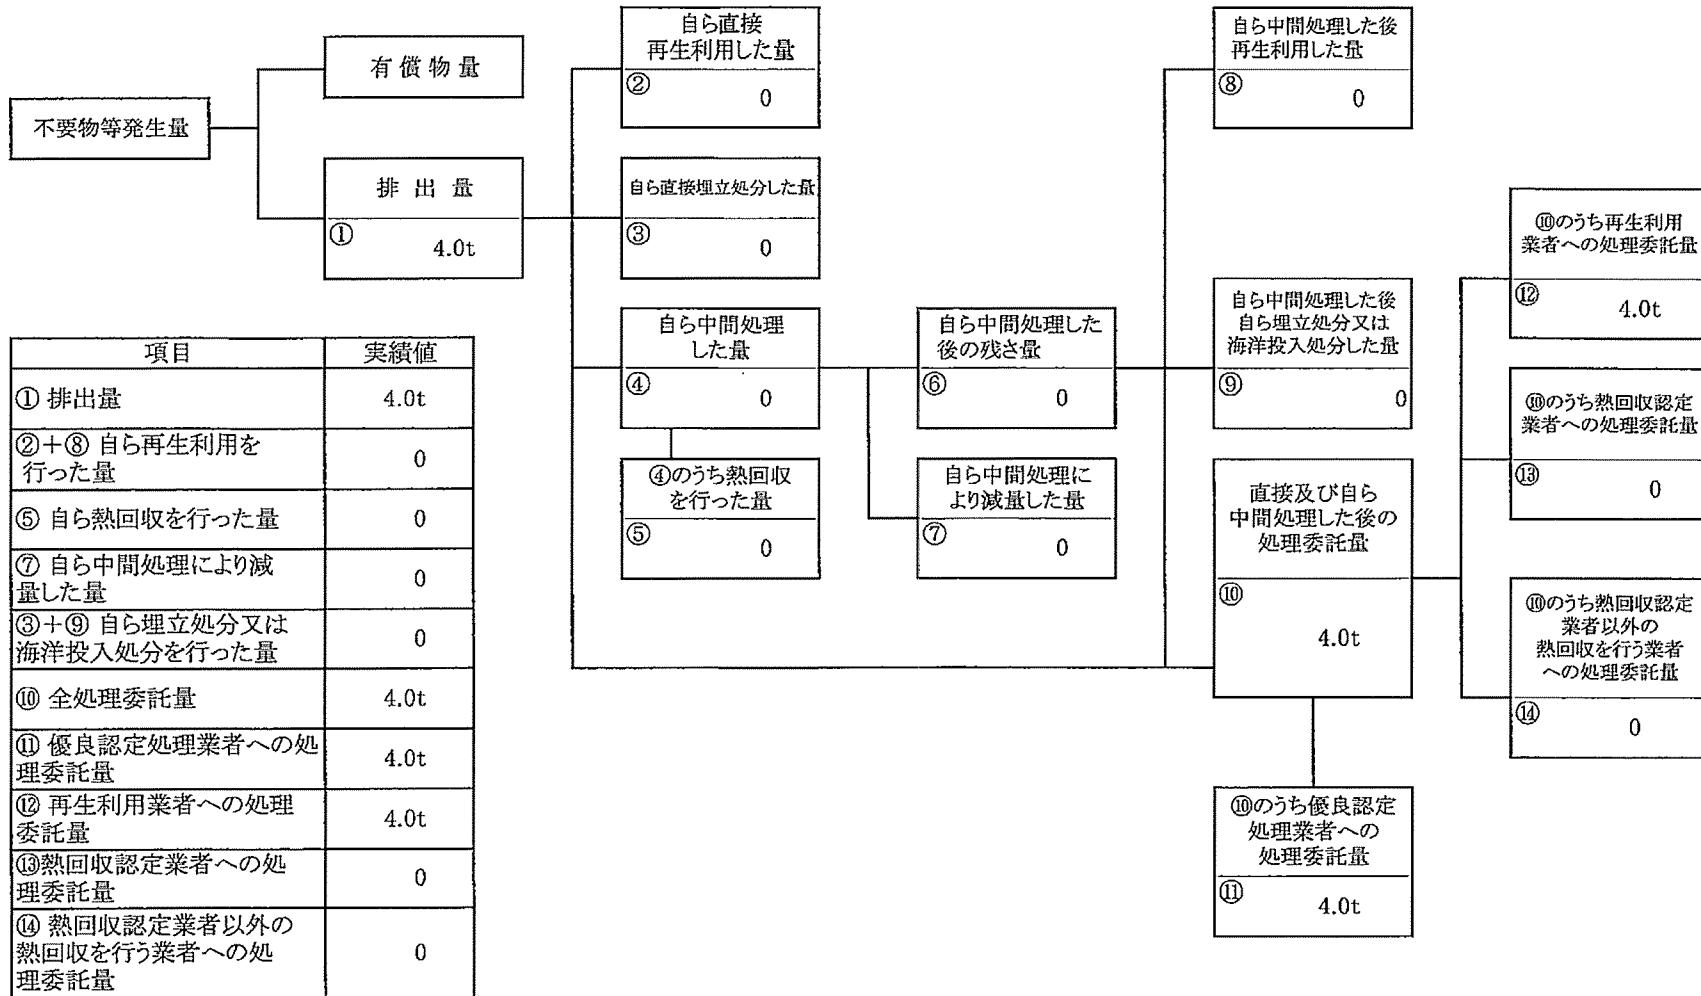 不要物等発生量
有償物量
排出量
①
4.0t
自ら直接
再生利用した量
②
0
自ら直接埋立処分した量
③
0
自ら中間処理
した量
④
0
④のうち熱回収
を行った量
⑤
0
自ら中間処理した
後の残さ量
⑥
0
自ら中間処理に
より減量した量
⑦
0
自ら中間処理した後
再生利用した量
⑧
0
自ら中間処理した後
自ら埋立処分又は
海洋投入処分した量
⑨
0
直接及び自ら
中間処理した後の
処理委託量
⑩
4.0t
⑩のうち優良認定
処理業者への
処理委託量
⑪
4.0t
⑩のうち再生利用
業者への処理委託量
⑫
4.0t
⑩のうち熱回収認定
業者への処理委託量
⑬
0
⑩のうち熱回収認定
業者以外の
熱回収を行う業者
への処理委託量
⑭
0
項目 実績値
① 排出量 4.0t
②+⑧ 自ら再生利用を
行った量 0
⑤ 自ら熱回収を行った量 0
⑦ 自ら中間処理により減
量した量 0
③+⑨ 自ら埋立処分又は
海洋投入処分を行った量 0
⑩ 全処理委託量 4.0t
⑪ 優良認定処理業者への処
理委託量 4.0t
⑫ 再生利用業者への処理
委託量 4.0t
⑬熱回収認定業者への処
理委託量 0
⑭ 熱回収認定業者以外の
熱回収を行う業者への処
理委託量 0